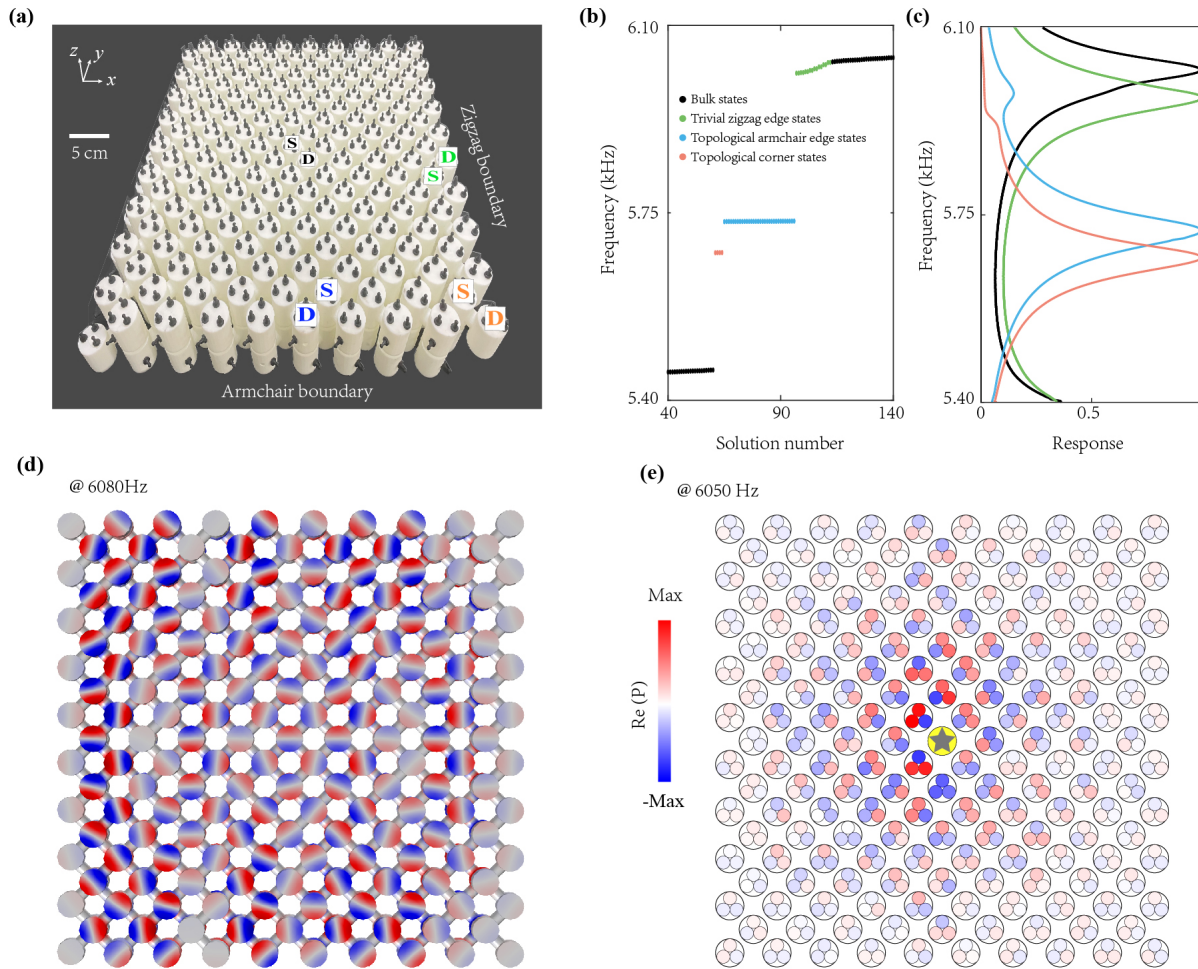 (a)
z
y
x
5 cm
S
D
D
S
Zigzag boundary
S
D
S
D
Armchair boundary
(b)
6.10
5.75
5.40
Frequency (kHz)
Bulk states
Trivial zigzag edge states
Topological armchair edge states
Topological corner states
40
90
140
Solution number
(c)
6.10
5.75
5.40
Frequency (kHz)
0
0.5
Response
(d)
@ 6080Hz
(e)
@ 6050 Hz
Max
Re (P)
-Max